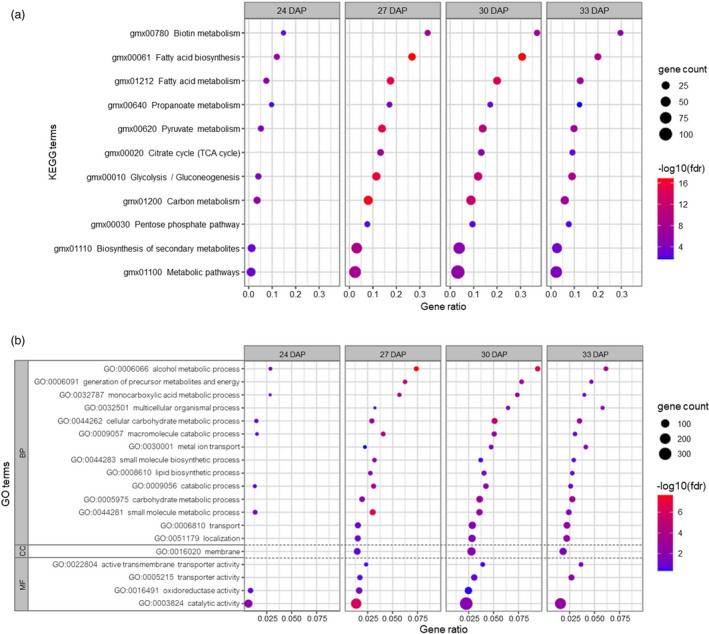 (a)
24 DAP 27 DAP 30 DAP 33 DAP
KEGG terms
gmx00780 Biotin metabolism
gmx00061 Fatty acid biosynthesis
gmx01212 Fatty acid metabolism
gmx00640 Propanoate metabolism
gmx00620 Pyruvate metabolism
gmx00020 Citrate cycle (TCA cycle)
gmx00010 Glycolysis / Gluconeogenesis
gmx01200 Carbon metabolism
gmx00030 Pentose phosphate pathway
gmx01110 Biosynthesis of secondary metabolites
gmx01100 Metabolic pathways
0.0 0.1 0.2 0.3 0.0 0.1 0.2 0.3 0.0 0.1 0.2 0.3 0.0 0.1 0.2 0.3
Gene ratio
gene count
25
50
75
100
-log10(fdr)
16
12
8
4
(b)
24 DAP 27 DAP 30 DAP 33 DAP
GO terms
BP
GO:0006066 alcohol metabolic process
GO:0006091 generation of precursor metabolites and energy
GO:0032787 monocarboxylic acid metabolic process
GO:0032501 multicellular organismal process
GO:0044262 cellular carbohydrate metabolic process
GO:0009057 macromolecule catabolic process
GO:0030001 metal ion transport
GO:0044283 small molecule biosynthetic process
GO:0008610 lipid biosynthetic process
GO:0009056 catabolic process
GO:0005975 carbohydrate metabolic process
GO:0044281 small molecule metabolic process
GO:0006810 transport
GO:0051179 localization
CC
GO:0016020 membrane
MF
GO:0022804 active transmembrane transporter activity
GO:0005215 transporter activity
GO:0016491 oxidoreductase activity
GO:0003824 catalytic activity
0.025 0.050 0.075 0.025 0.050 0.075 0.025 0.050 0.075 0.025 0.050 0.075
Gene ratio
gene count
100
200
300
-log10(fdr)
6
4
2